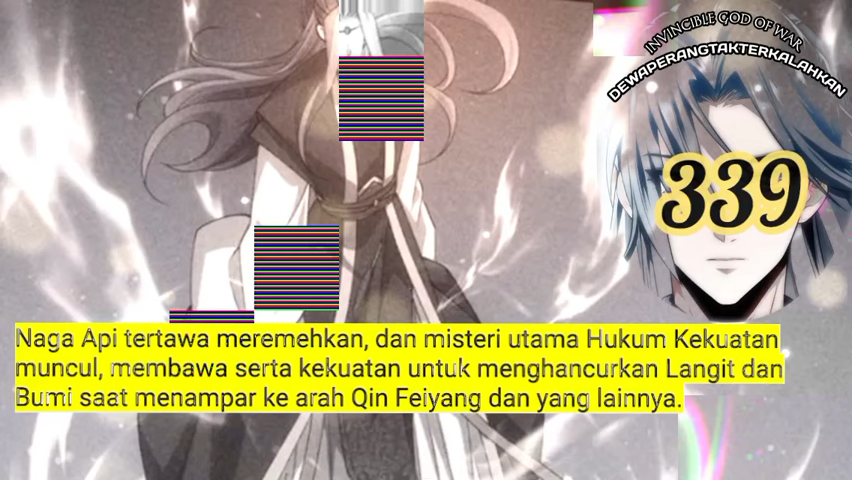 INVINCIBLE GOD OF WAR
DEWAPERANGTAKTERKALAHKAN
339
Naga Api tertawa meremehkan, dan misteri utama Hukum Kekuatan
muncul, membawa serta kekuatan untuk menghancurkan Langit dan
Bumi saat menampar ke arah Qin Feiyang dan yang lainnya.